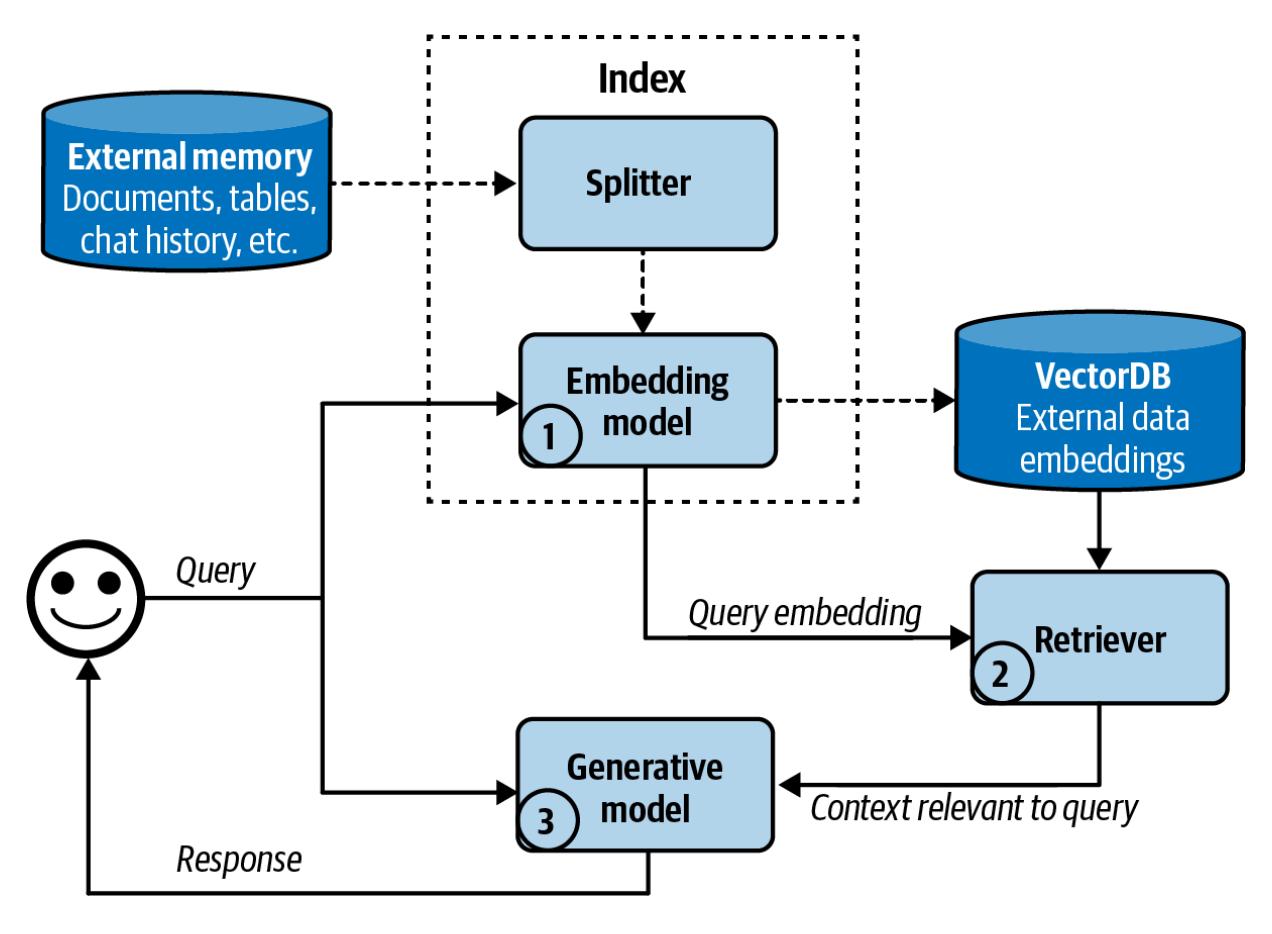 Index
External memory
Documents, tables,
chat history, etc.
Splitter
Embedding
model
1
VectorDB
External data
embeddings
Query
Query embedding
Retriever
2
Generative
model
3
Context relevant to query
Response